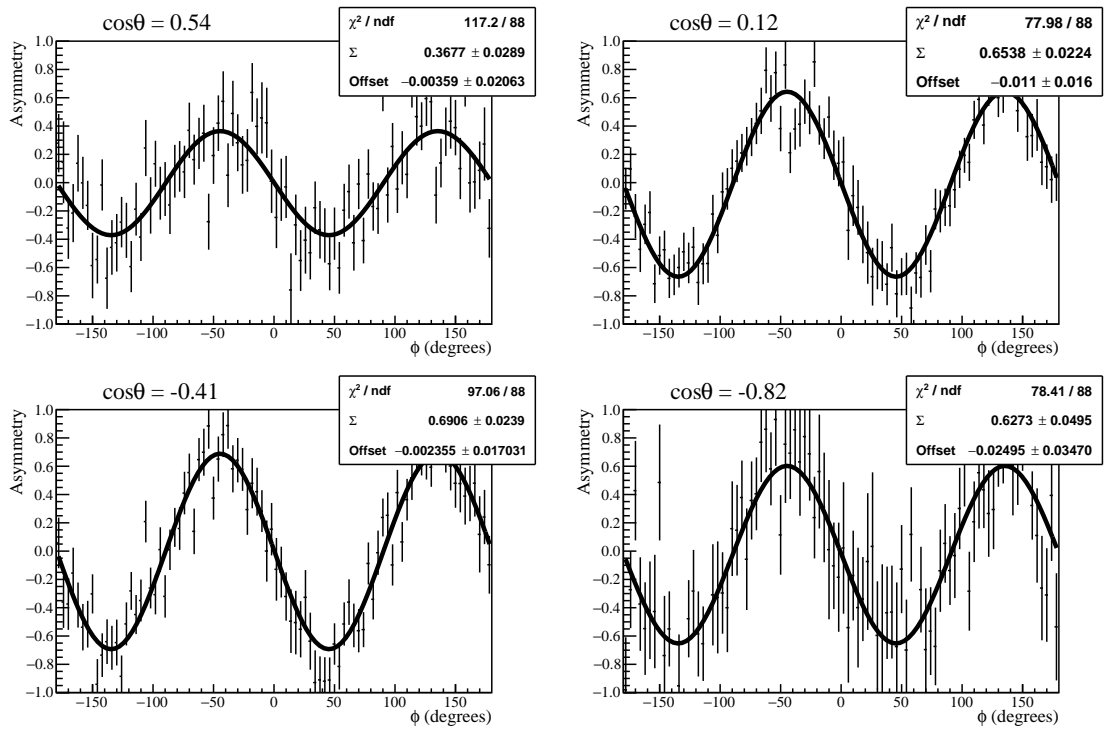 cosθ = 0.54
χ² / ndf 117.2 / 88
Σ 0.3677 ± 0.0289
Offset −0.00359 ± 0.02063
Asymmetry
1.0
0.8
0.6
0.4
0.2
0.0
−0.2
−0.4
−0.6
−0.8
−1.0
−150 −100 −50 0 50 100 150
ϕ (degrees)
cosθ = 0.12
χ² / ndf 77.98 / 88
Σ 0.6538 ± 0.0224
Offset −0.011 ± 0.016
Asymmetry
1.0
0.8
0.6
0.4
0.2
0.0
−0.2
−0.4
−0.6
−0.8
−1.0
−150 −100 −50 0 50 100 150
ϕ (degrees)
cosθ = -0.41
χ² / ndf 97.06 / 88
Σ 0.6906 ± 0.0239
Offset −0.002355 ± 0.017031
Asymmetry
1.0
0.8
0.6
0.4
0.2
0.0
−0.2
−0.4
−0.6
−0.8
−1.0
−150 −100 −50 0 50 100 150
ϕ (degrees)
cosθ = -0.82
χ² / ndf 78.41 / 88
Σ 0.6273 ± 0.0495
Offset −0.02495 ± 0.03470
Asymmetry
1.0
0.8
0.6
0.4
0.2
0.0
−0.2
−0.4
−0.6
−0.8
−1.0
−150 −100 −50 0 50 100 150
ϕ (degrees)